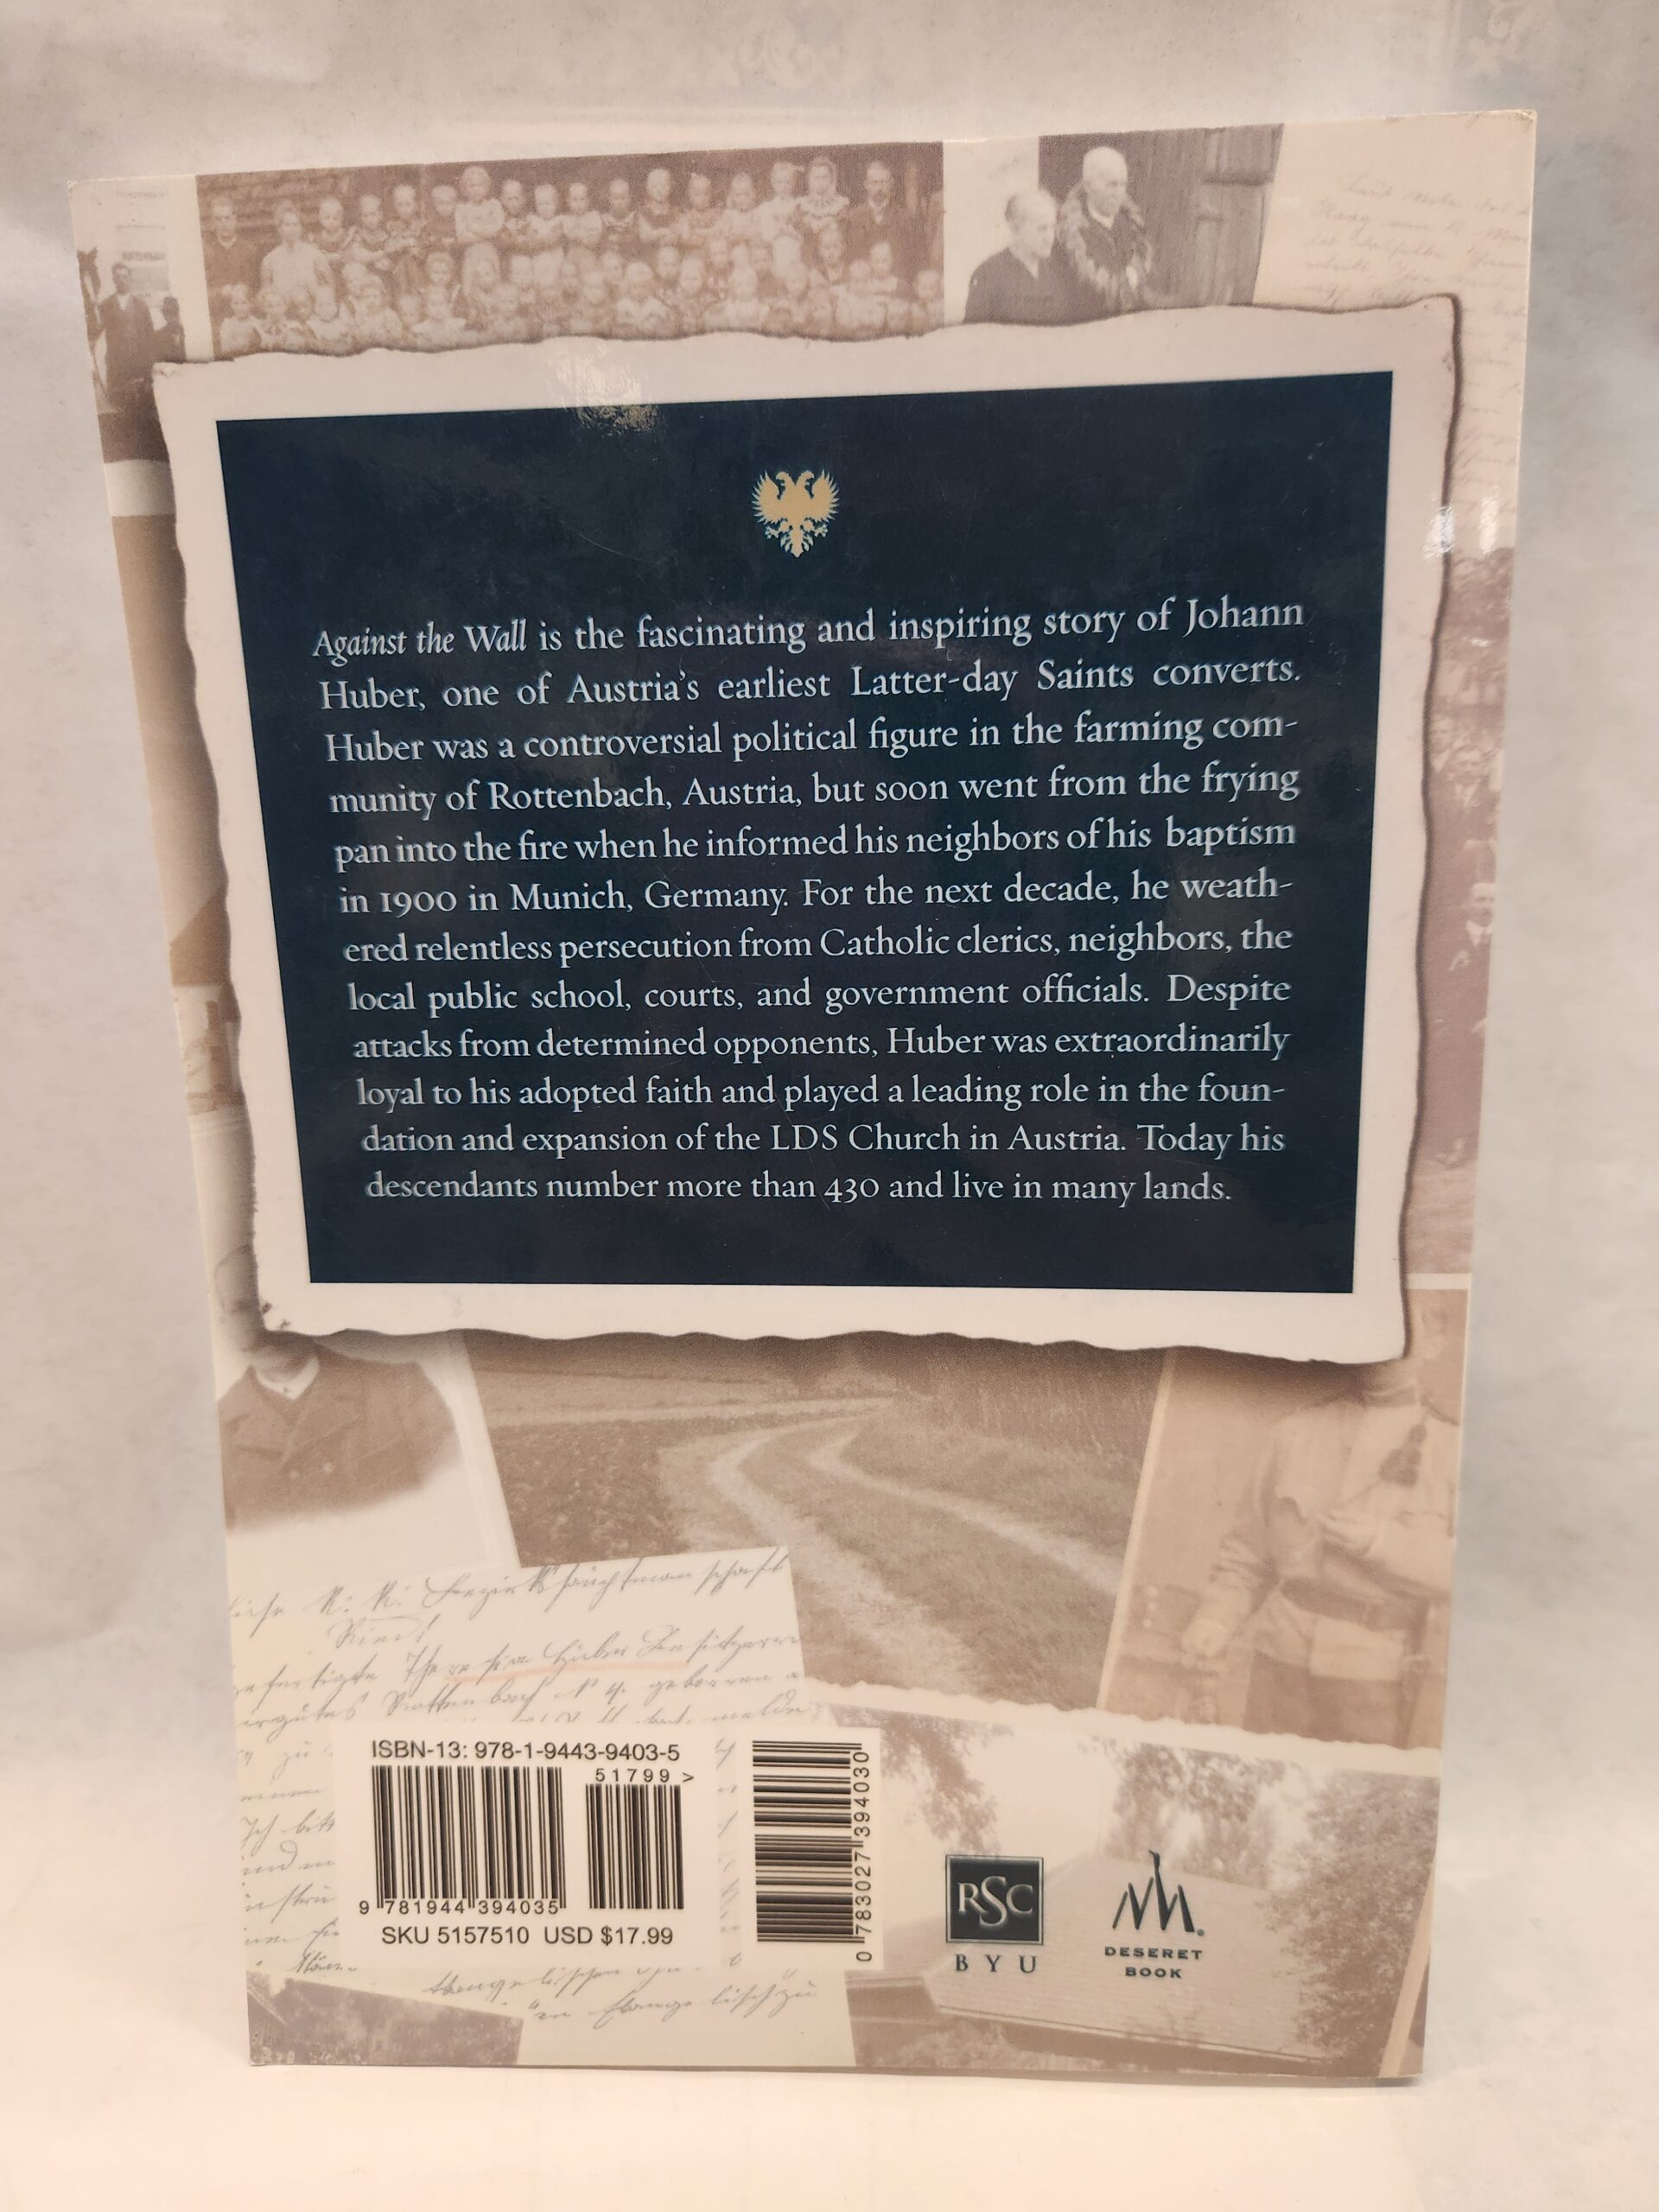 Against the Wall is the fascinating and inspiring story of Johann
Huber, one of Austria's earliest Latter-day Saints converts.
Huber was a controversial political figure in the farming com-
munity of Rottenbach, Austria, but soon went from the frying
pan into the fire when he informed his neighbors of his baptism
in 1900 in Munich, Germany. For the next decade, he weath-
ered relentless persecution from Catholic clerics, neighbors, the
local public school, courts, and government officials. Despite
attacks from determined opponents, Huber was extraordinarily
loyal to his adopted faith and played a leading role in the foun-
dation and expansion of the LDS Church in Austria. Today his
descendants number more than 430 and live in many lands.
ISBN-13: 978-1-9443-9403-5
51799 >
9 781944 394035
SKU 5157510 USD $17.99
0 783027 394030
RSC
BYU
DESERET
BOOK